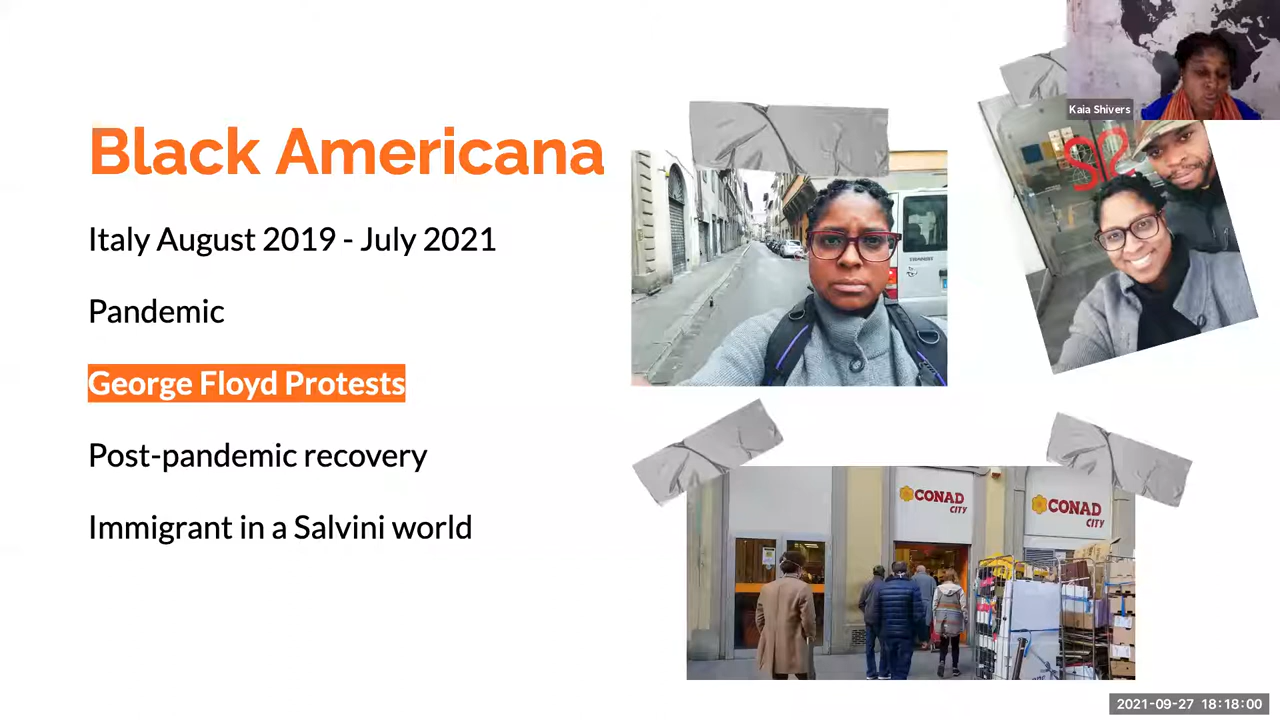 Kaia Shivers
Black Americana
Italy August 2019 - July 2021
Pandemic
George Floyd Protests
Post-pandemic recovery
Immigrant in a Salvini world
CONAD
CITY
CONAD
CITY
2021-09-27 18:18:00